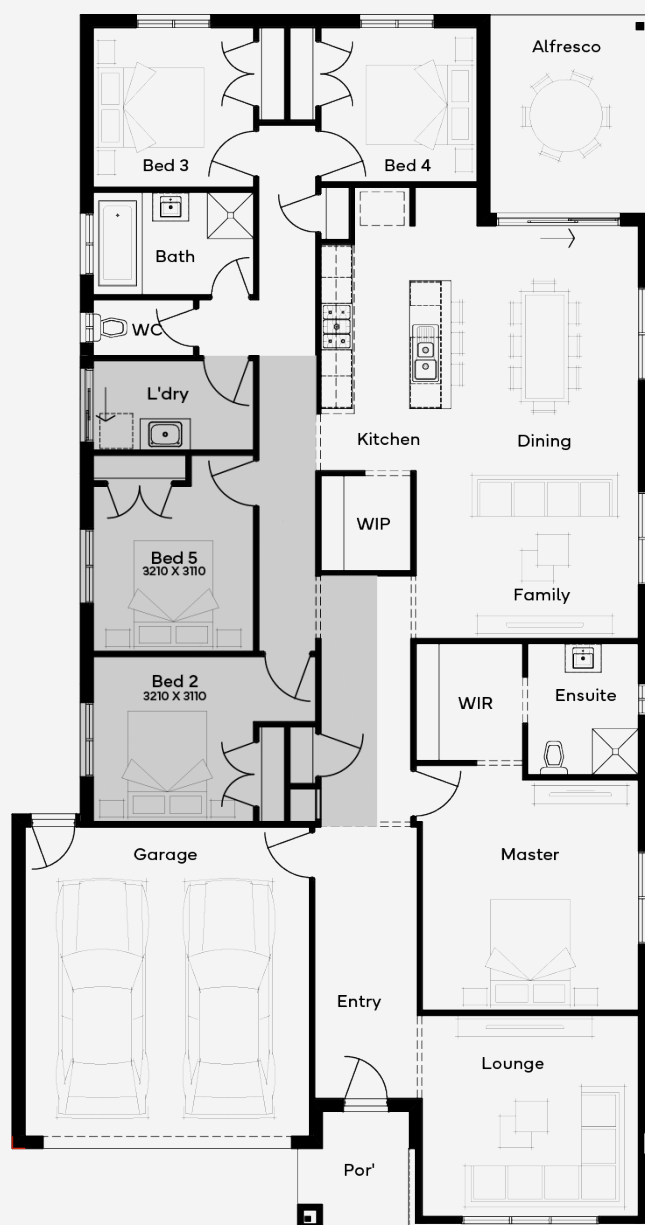 Alfresco
Bed 3
Bed 4
Bath
WC
L'dry
Kitchen
Dining
WIP
Bed 5
3210 X 3110
Family
Bed 2
3210 X 3110
WIR
Ensuite
Garage
Master
Entry
Lounge
Por'